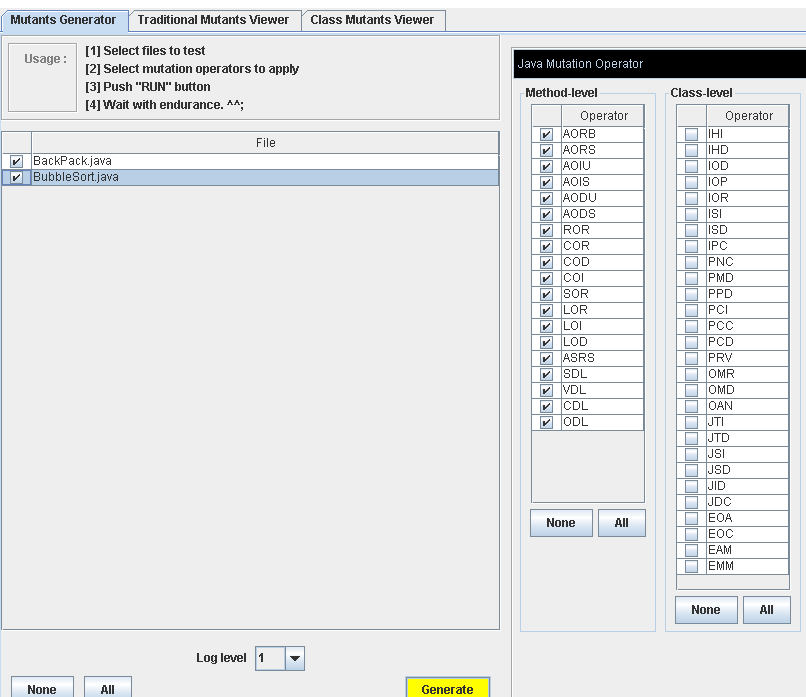 Mutants Generator Traditional Mutants Viewer Class Mutants Viewer
Usage :
[1] Select files to test
[2] Select mutation operators to apply
[3] Push "RUN" button
[4] Wait with endurance. ^^;
File
BackPack.java
BubbleSort.java
Log level 1
None All Generate
Java Mutation Operator
Method-level
Operator
AORB
AORS
AOIU
AOIS
AODU
AODS
ROR
COR
COD
COI
SOR
LOR
LOI
LOD
ASRS
SDL
VDL
CDL
ODL
None All
Class-level
Operator
IHI
IHD
IOD
IOP
IOR
ISI
ISD
IPC
PNC
PMD
PPD
PCI
PCC
PCD
PRV
OMR
OMD
OAN
JTI
JTD
JSI
JSD
JID
JDC
EOA
EOC
EAM
EMM
None All